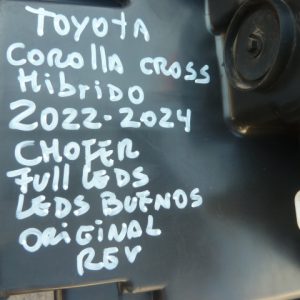 TOYOTA
COROLLA CROSS
HiBRiDO
2022-2024
CHOFER
Full LEDS
LEDS BUENOS
ORIGINAL
REV